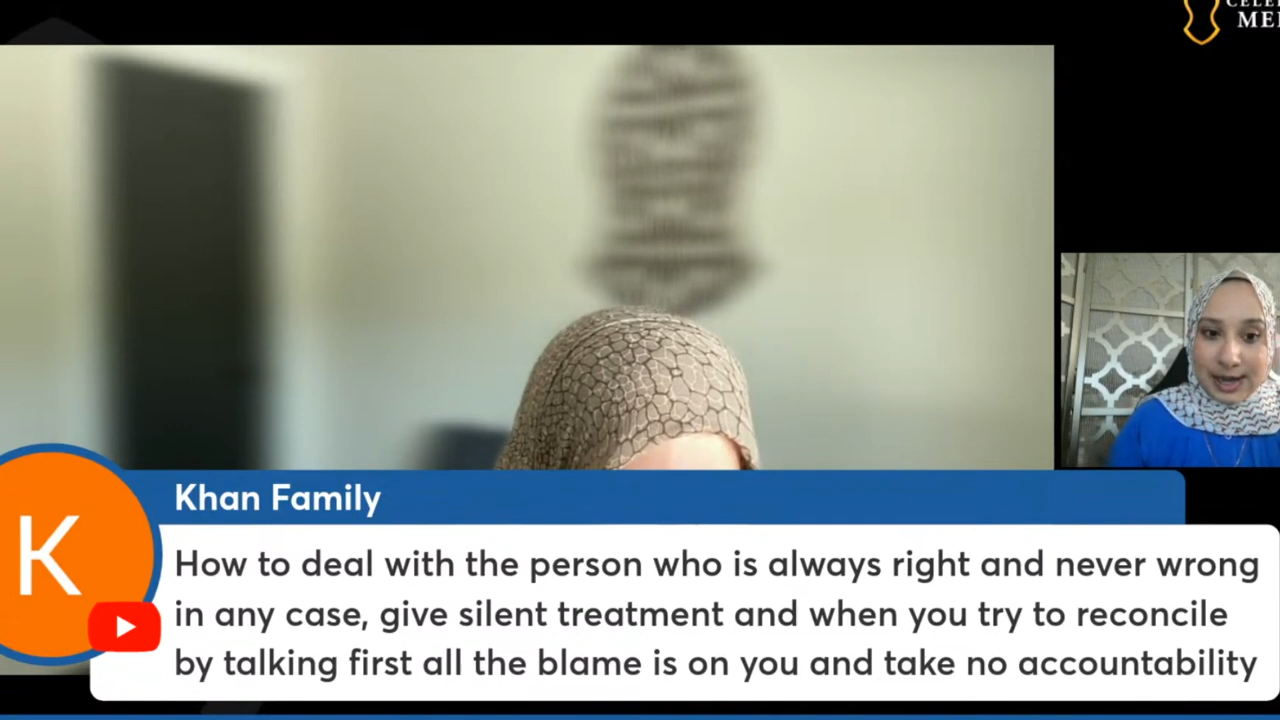 Khan Family
K
How to deal with the person who is always right and never wrong
in any case, give silent treatment and when you try to reconcile
by talking first all the blame is on you and take no accountability